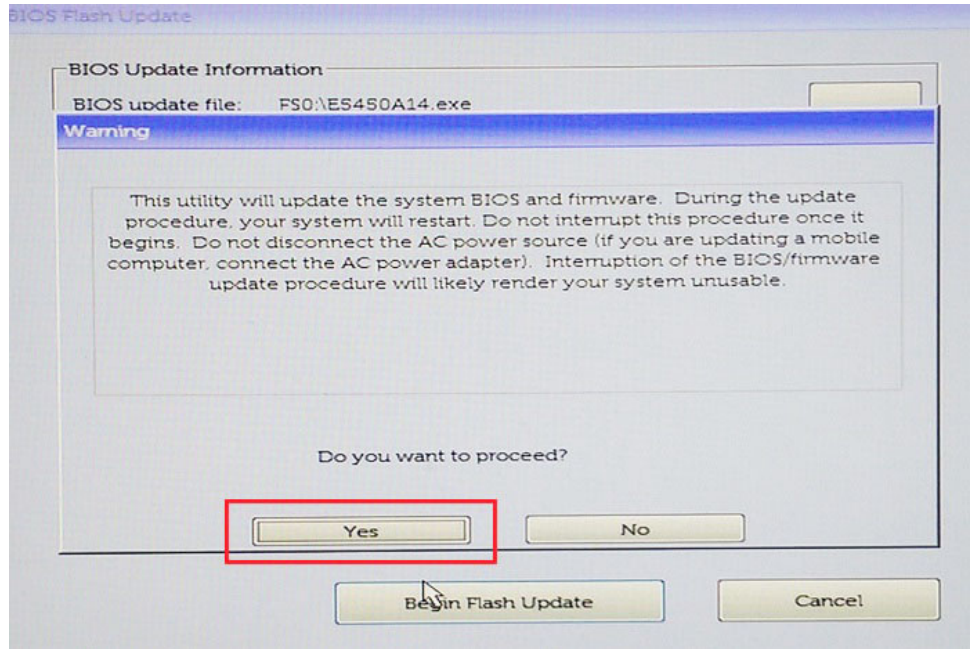 BIOS Flash Update
BIOS Update Information
BIOS update file: FS0:\E5450A14.exe
Warning
This utility will update the system BIOS and firmware. During the update
procedure, your system will restart. Do not interrupt this procedure once it
begins. Do not disconnect the AC power source (if you are updating a mobile
computer, connect the AC power adapter). Interruption of the BIOS/firmware
update procedure will likely render your system unusable.
Do you want to proceed?
Yes No
Begin Flash Update Cancel